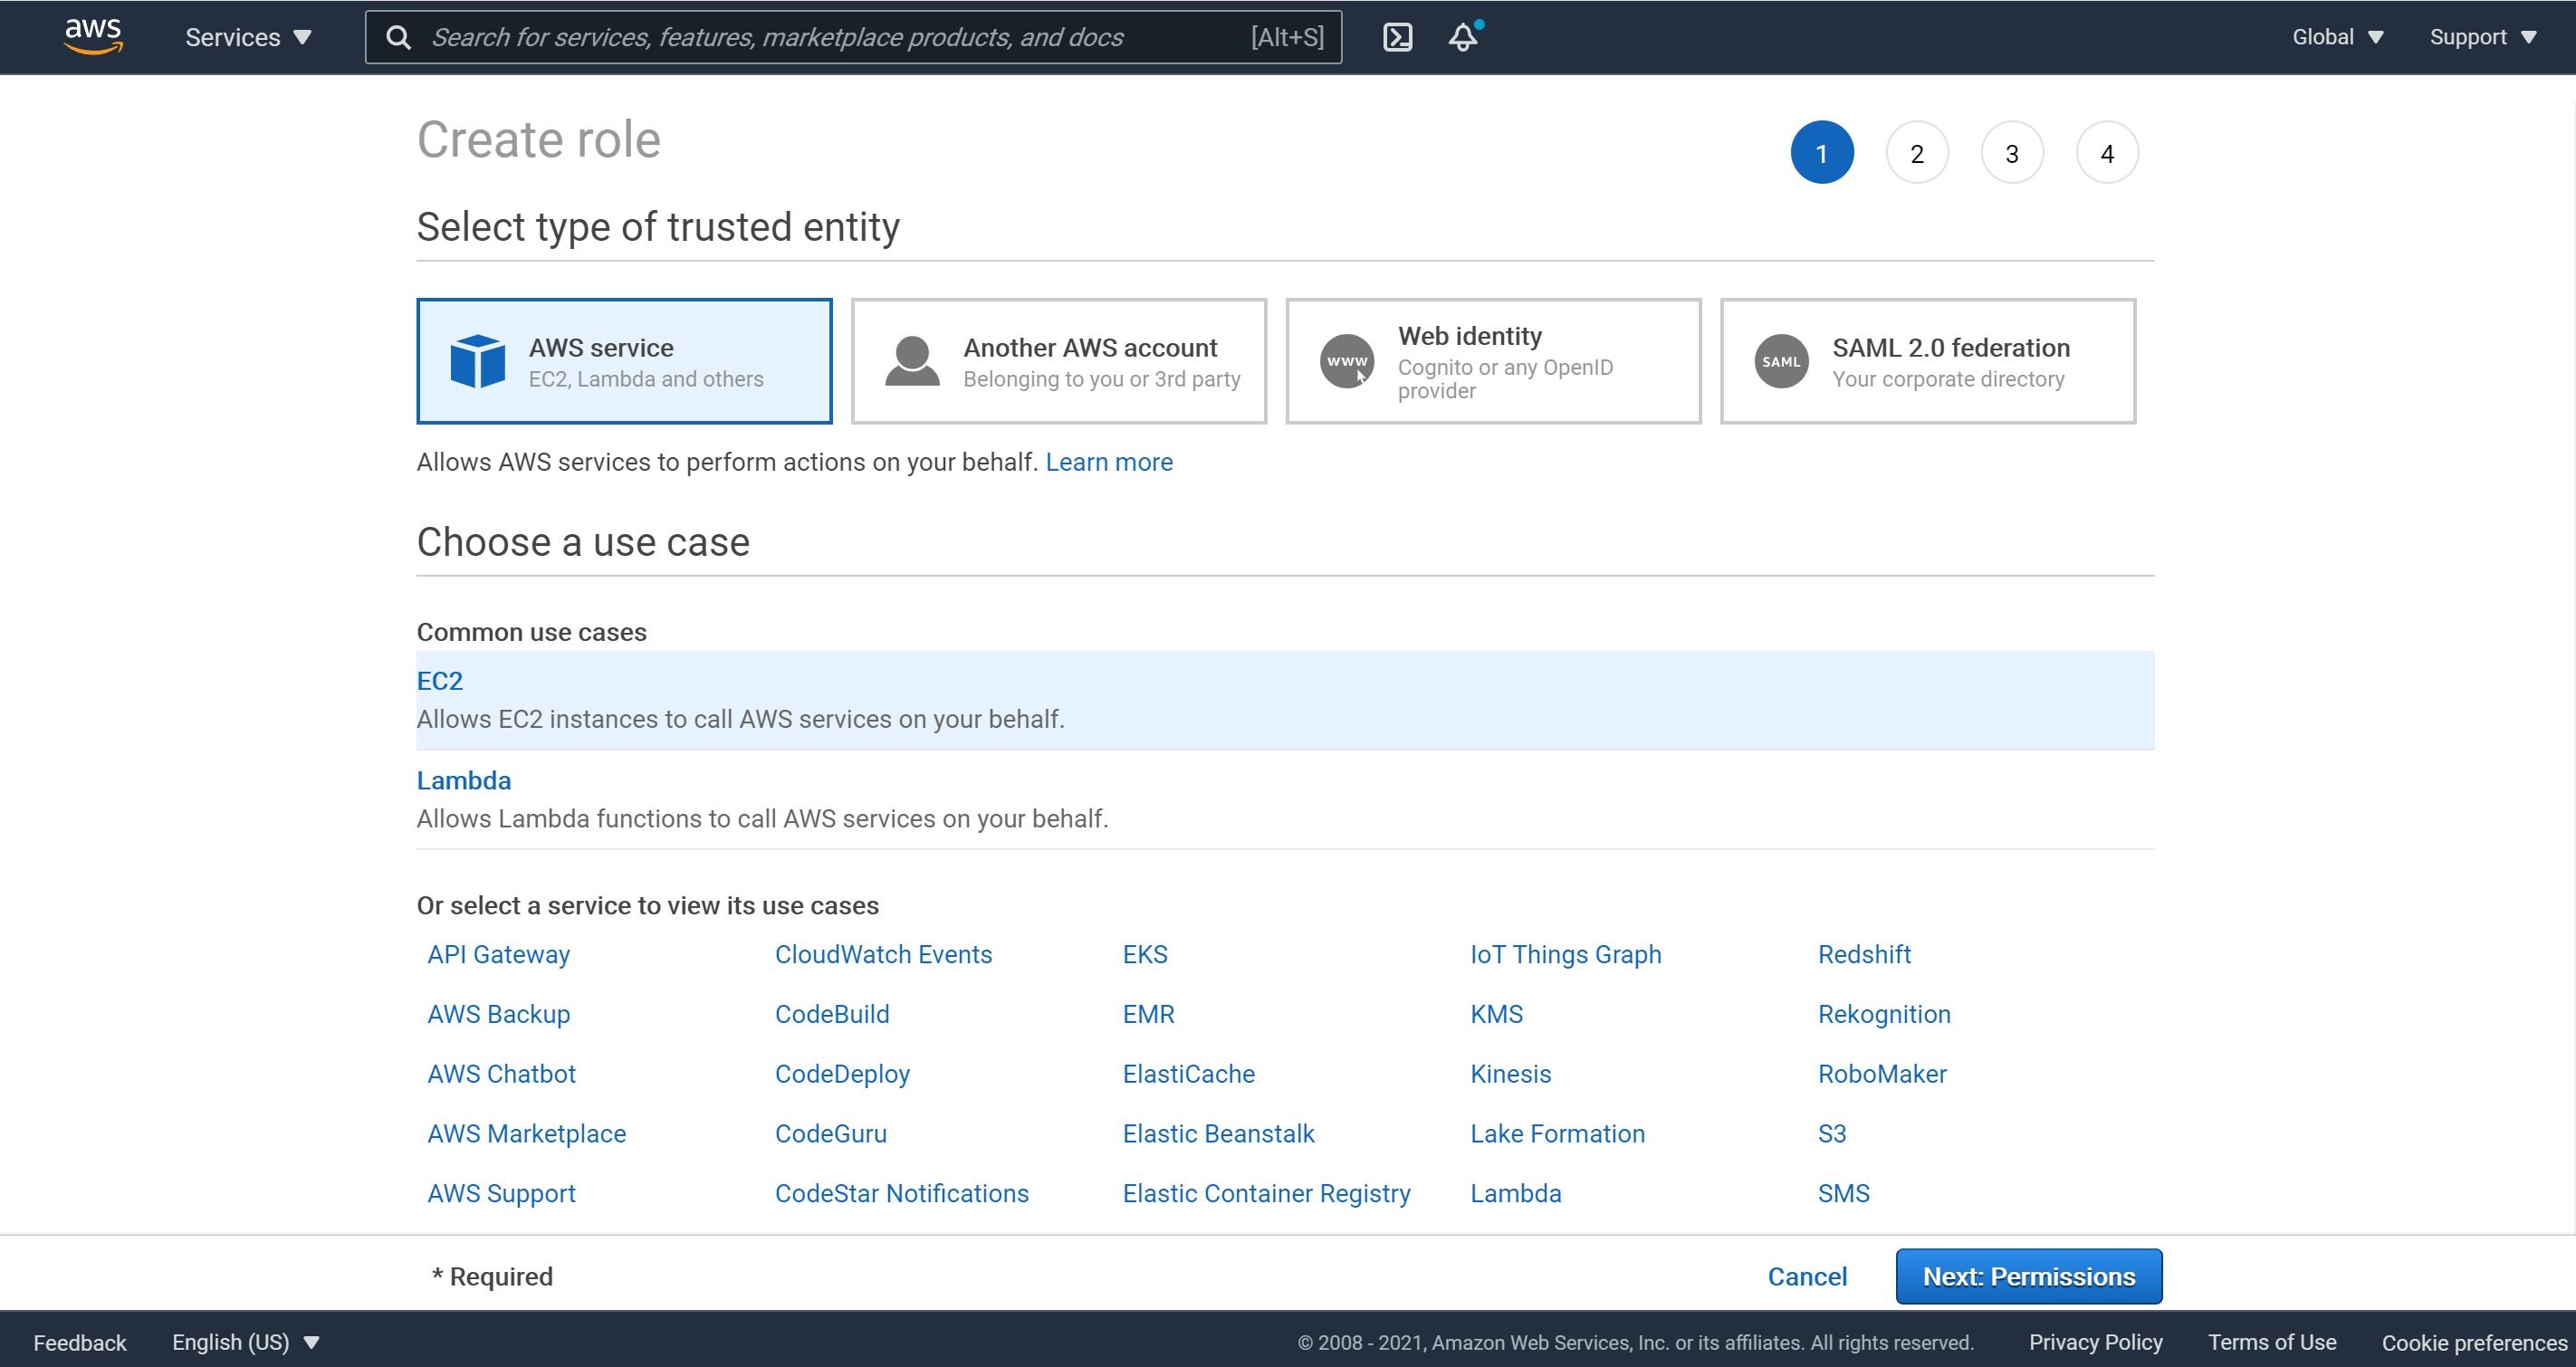 aws Services Search for services, features, marketplace products, and docs [Alt+S] Global Support
Create role 1 2 3 4
Select type of trusted entity
AWS service
EC2, Lambda and others
Another AWS account
Belonging to you or 3rd party
www
Web identity
Cognito or any OpenID
provider
SAML
SAML 2.0 federation
Your corporate directory
Allows AWS services to perform actions on your behalf. Learn more
Choose a use case
Common use cases
EC2
Allows EC2 instances to call AWS services on your behalf.
Lambda
Allows Lambda functions to call AWS services on your behalf.
Or select a service to view its use cases
API Gateway CloudWatch Events EKS IoT Things Graph Redshift
AWS Backup CodeBuild EMR KMS Rekognition
AWS Chatbot CodeDeploy ElastiCache Kinesis RoboMaker
AWS Marketplace CodeGuru Elastic Beanstalk Lake Formation S3
AWS Support CodeStar Notifications Elastic Container Registry Lambda SMS
* Required Cancel Next: Permissions
Feedback English (US) © 2008 - 2021, Amazon Web Services, Inc. or its affiliates. All rights reserved. Privacy Policy Terms of Use Cookie preferences